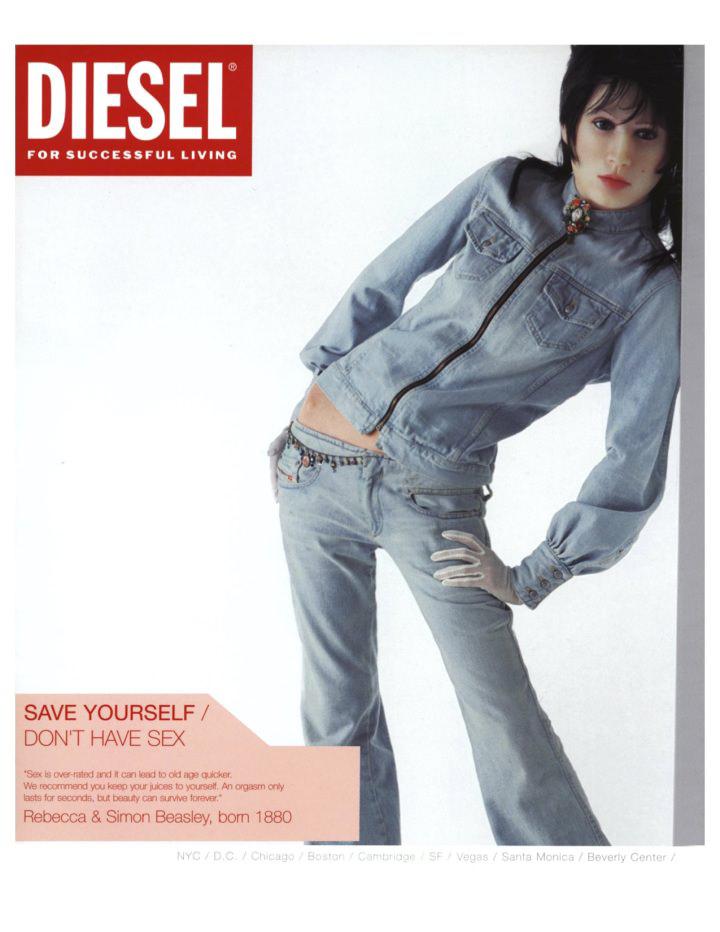 DIESEL®
FOR SUCCESSFUL LIVING
SAVE YOURSELF /
DON'T HAVE SEX
"Sex is over-rated and it can lead to old age quicker.
We recommend you keep your juices to yourself. An orgasm only
lasts for seconds, but beauty can survive forever."
Rebecca & Simon Beasley, born 1880
NYC / D.C. / Chicago / Boston / Cambridge / SF / Vegas / Santa Monica / Beverly Center /